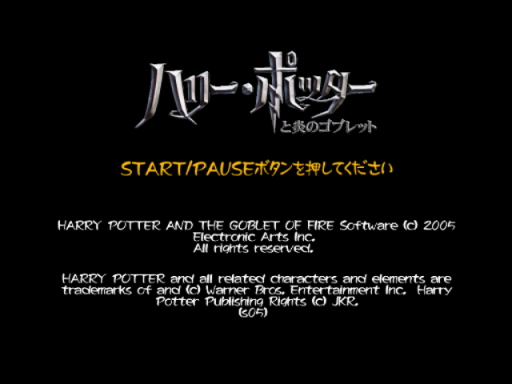 ハリー・ポッター
と炎のゴブレット
START/PAUSEボタンを押してください
HARRY POTTER AND THE GOBLET OF FIRE Software (c) 2005
Electronic Arts Inc.
All rights reserved.
HARRY POTTER and all related characters and elements are
trademarks of and (c) Warner Bros. Entertainment Inc. Harry
Potter Publishing Rights (c) JKR.
(s05)